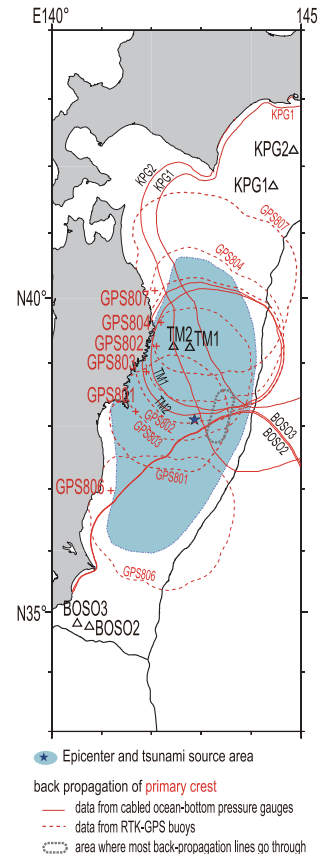 E140° 145
KPG1
KPG2
KPG2
KPG1
KPG1
GPS807
GPS804
N40°
GPS807
GPS804
GPS802
TM2 TM1
GPS803
TM1
GPS801
TM2
GPS802
GPS803
BOSO3
BOSO2
GPS801
GPS806
GPS806
N35°
BOSO3
BOSO2
Epicenter and tsunami source area
back propagation of primary crest
data from cabled ocean-bottom pressure gauges
data from RTK-GPS buoys
area where most back-propagation lines go through